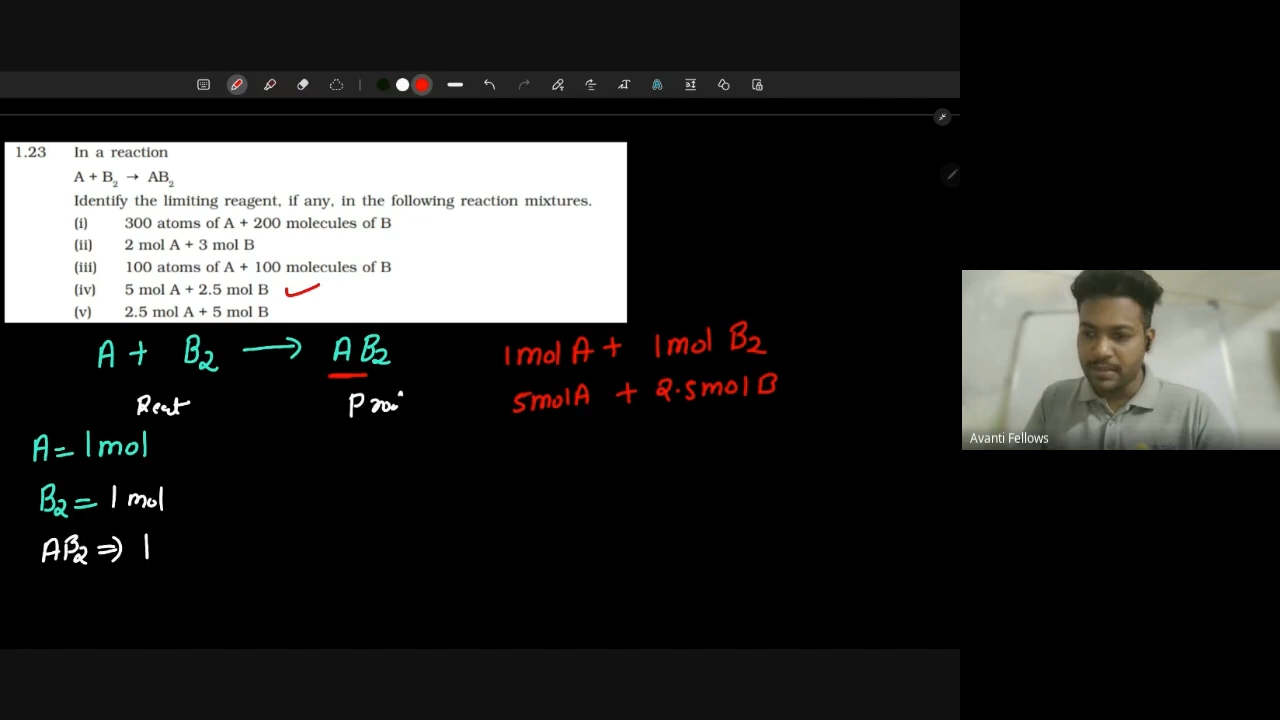 1.23 In a reaction
A + B₂ → AB₂
Identify the limiting reagent, if any, in the following reaction mixtures.
(i) 300 atoms of A + 200 molecules of B
(ii) 2 mol A + 3 mol B
(iii) 100 atoms of A + 100 molecules of B
(iv) 5 mol A + 2.5 mol B
(v) 2.5 mol A + 5 mol B
A + B₂ → AB₂
1 mol A + 1 mol B₂
5 mol A + 2.5 mol B
A = 1 mol
B₂ = 1 mol
AB₂ ⇒ 1
Avanti Fellows